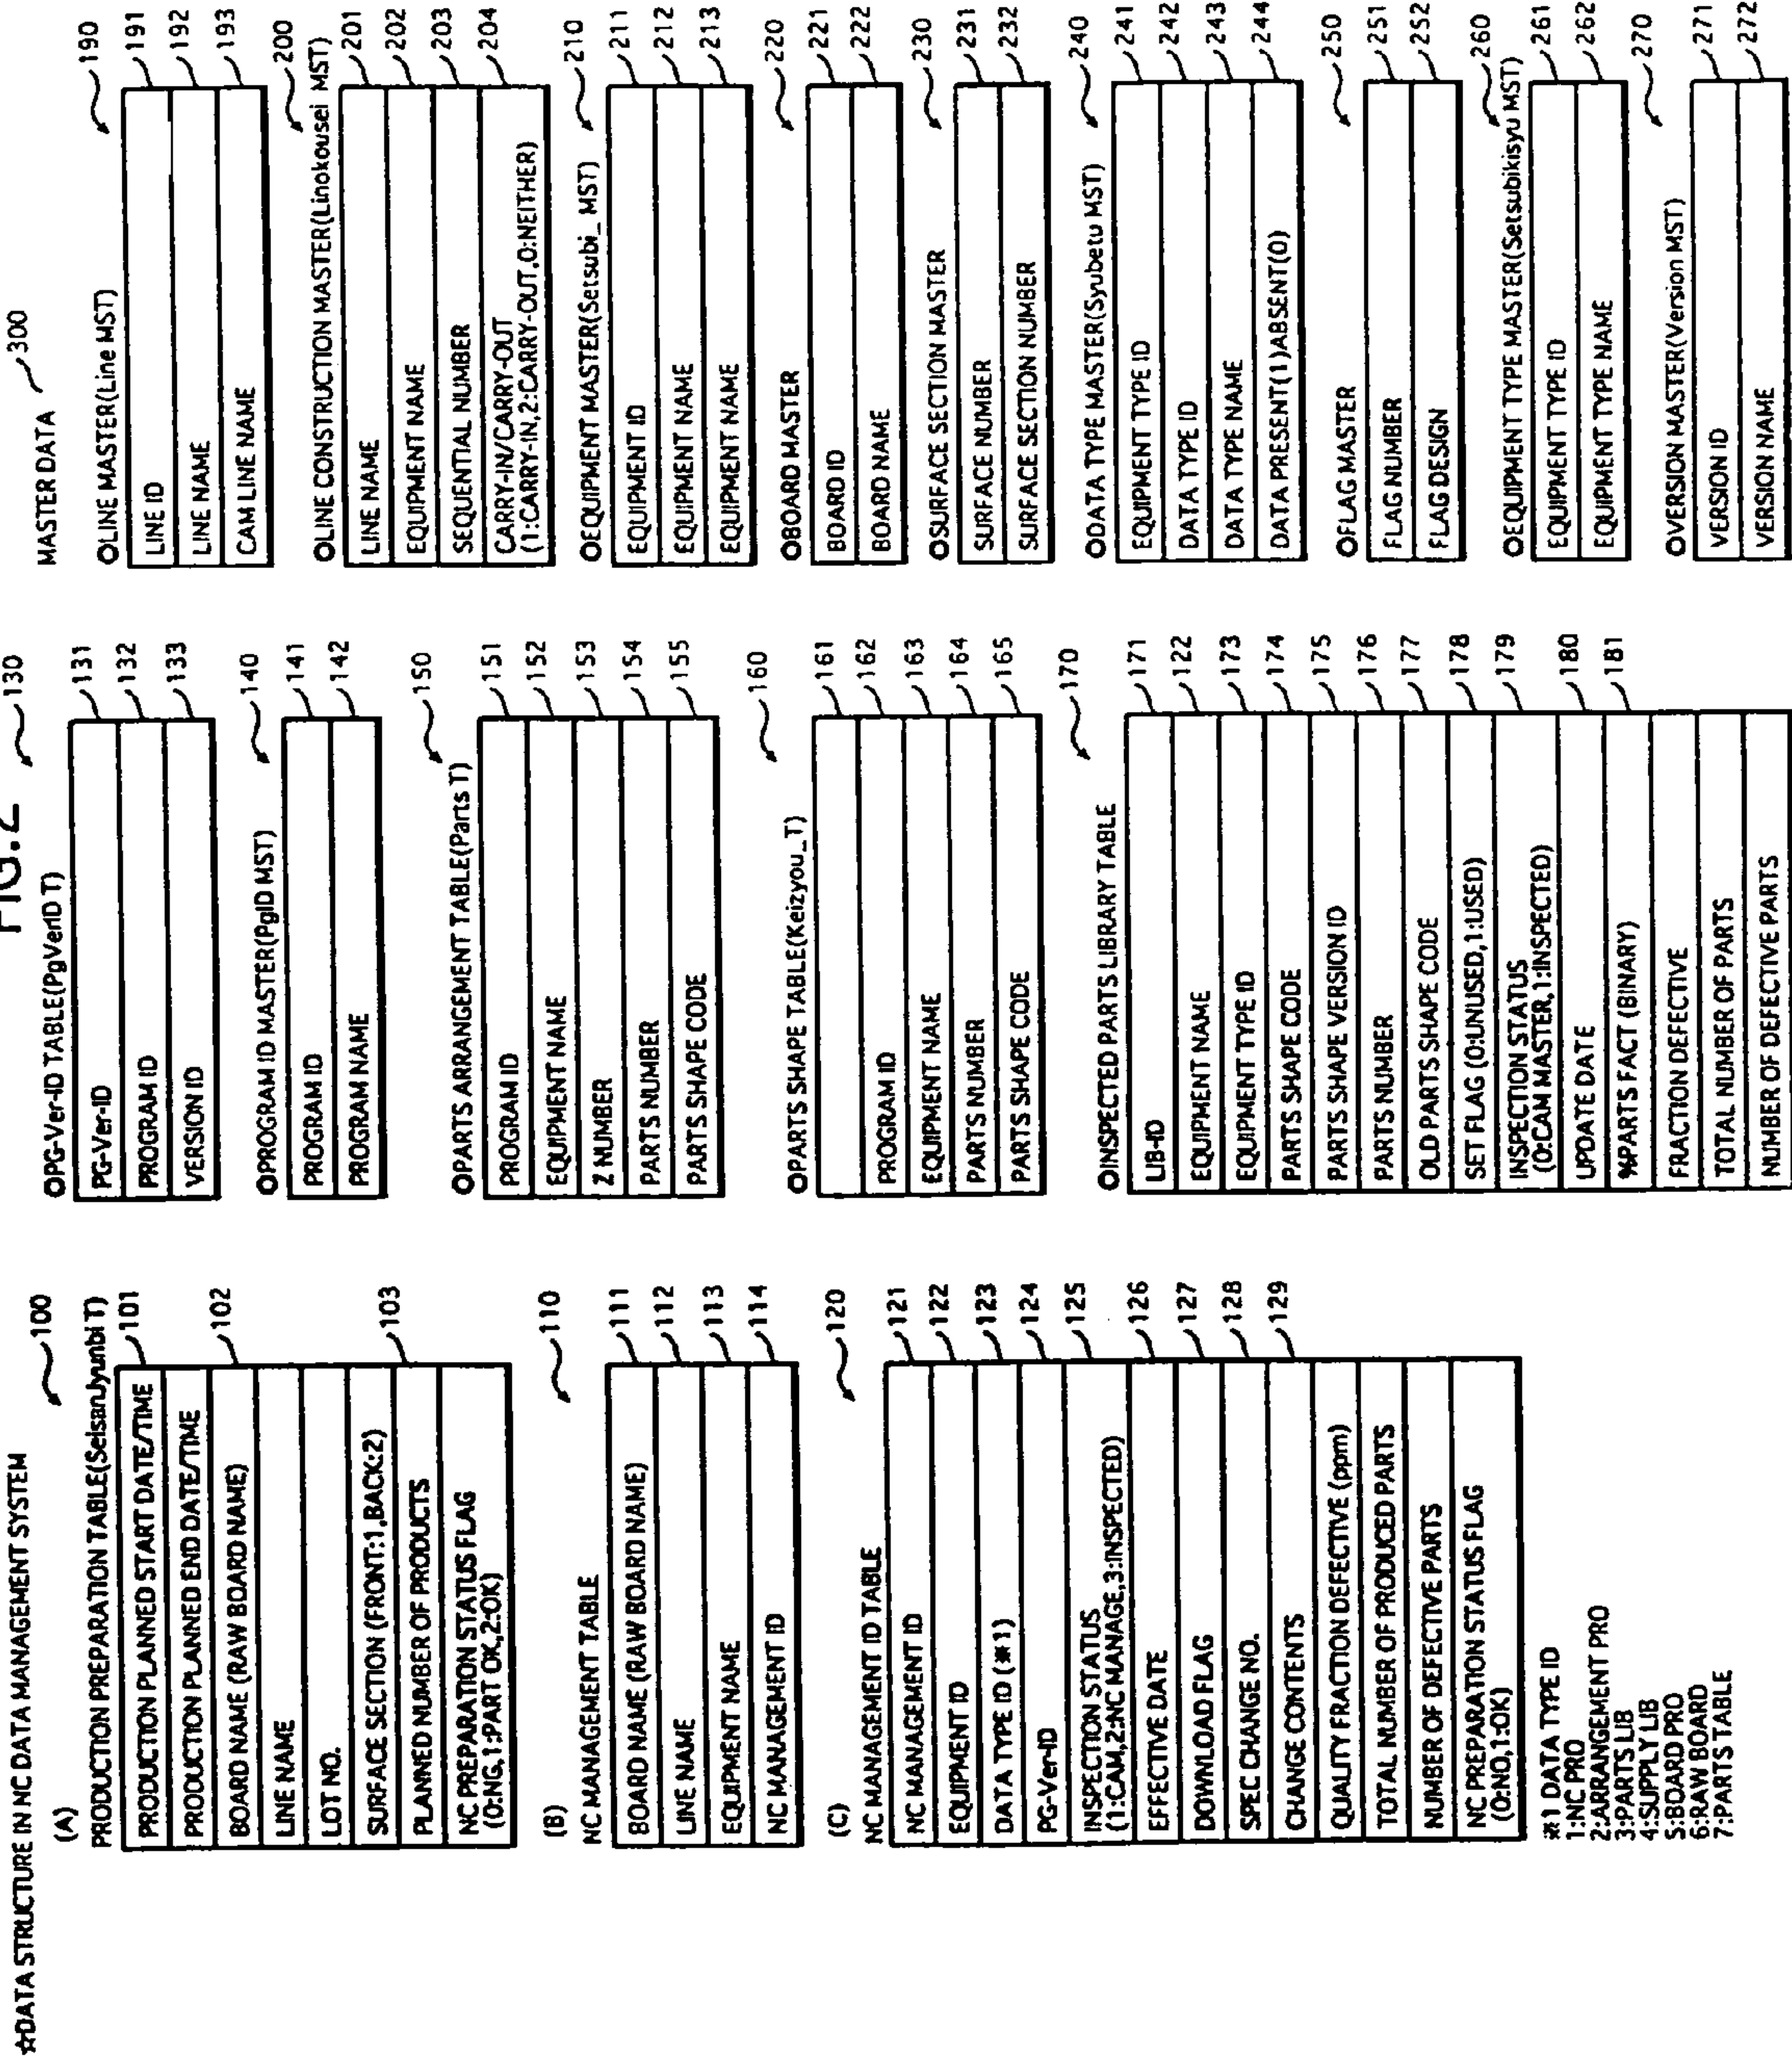 FIG.2
☆DATA STRUCTURE IN NC DATA MANAGEMENT SYSTEM
100
(A)
PRODUCTION PREPARATION TABLE(SeisanJyunbi T)
PRODUCTION PLANNED START DATE/TIME 101
PRODUCTION PLANNED END DATE/TIME
BOARD NAME (RAW BOARD NAME) 102
LINE NAME
LOT NO.
SURFACE SECTION (FRONT:1,BACK:2)
PLANNED NUMBER OF PRODUCTS 103
NC PREPARATION STATUS FLAG
(0:NG,1:PART OK,2:OK)
(B)
110
NC MANAGEMENT TABLE
BOARD NAME (RAW BOARD NAME) 111
LINE NAME 112
EQUIPMENT NAME 113
NC MANAGEMENT ID 114
(C)
120
NC MANAGEMENT ID TABLE
NC MANAGEMENT ID 121
EQUIPMENT ID 122
DATA TYPE ID (※1) 123
PG-Ver-ID 124
INSPECTION STATUS 125
(1:CAM,2:NC MANAGE,3:INSPECTED)
EFFECTIVE DATE 126
DOWNLOAD FLAG 127
SPEC CHANGE NO. 128
CHANGE CONTENTS 129
QUALITY FRACTION DEFECTIVE (ppm)
TOTAL NUMBER OF PRODUCED PARTS
NUMBER OF DEFECTIVE PARTS
NC PREPARATION STATUS FLAG
(0:NO,1:OK)
※1 DATA TYPE ID
1:NC PRO
2:ARRANGEMENT PRO
3:PARTS LIB
4:SUPPLY LIB
5:BOARD PRO
6:RAW BOARD
7:PARTS TABLE
130
OPG-Ver-ID TABLE(PgVerID T)
PG-Ver-ID 131
PROGRAM ID 132
VERSION ID 133
140
OPROGRAM ID MASTER(PgID MST)
PROGRAM ID 141
PROGRAM NAME 142
150
OPARTS ARRANGEMENT TABLE(Parts T)
PROGRAM ID 151
EQUIPMENT NAME 152
Z NUMBER 153
PARTS NUMBER 154
PARTS SHAPE CODE 155
160
OPARTS SHAPE TABLE(Keizyou_T)
161
PROGRAM ID 162
EQUIPMENT NAME 163
PARTS NUMBER 164
PARTS SHAPE CODE 165
170
OINSPECTED PARTS LIBRARY TABLE
LIB-ID 171
EQUIPMENT NAME 122
EQUIPMENT TYPE ID 173
PARTS SHAPE CODE 174
PARTS SHAPE VERSION ID 175
PARTS NUMBER 176
OLD PARTS SHAPE CODE 177
SET FLAG (0:UNUSED,1:USED) 178
INSPECTION STATUS 179
(0:CAM MASTER,1:INSPECTED)
UPDATE DATE 180
※PARTS FACT (BINARY) 181
FRACTION DEFECTIVE
TOTAL NUMBER OF PARTS
NUMBER OF DEFECTIVE PARTS
MASTER DATA 300
190
OLINE MASTER(Line MST)
LINE ID 191
LINE NAME 192
CAM LINE NAME 193
200
OLINE CONSTRUCTION MASTER(Linokousei MST)
LINE NAME 201
EQUIPMENT NAME 202
SEQUENTIAL NUMBER 203
CARRY-IN/CARRY-OUT 204
(1:CARRY-IN,2:CARRY-OUT,0:NEITHER)
210
OEQUIPMENT MASTER(Setsubi_ MST)
EQUIPMENT ID 211
EQUIPMENT NAME 212
EQUIPMENT NAME 213
220
OBOARD MASTER
BOARD ID 221
BOARD NAME 222
230
OSURFACE SECTION MASTER
SURFACE NUMBER 231
SURFACE SECTION NUMBER 232
240
ODATA TYPE MASTER(Syubetu MST)
EQUIPMENT TYPE ID 241
DATA TYPE ID 242
DATA TYPE NAME 243
DATA PRESENT(1)ABSENT(0) 244
250
OFLAG MASTER
FLAG NUMBER 251
FLAG DESIGN 252
260
OEQUIPMENT TYPE MASTER(Setsubikisyu MST)
EQUIPMENT TYPE ID 261
EQUIPMENT TYPE NAME 262
270
OVERSION MASTER(Version MST)
VERSION ID 271
VERSION NAME 272